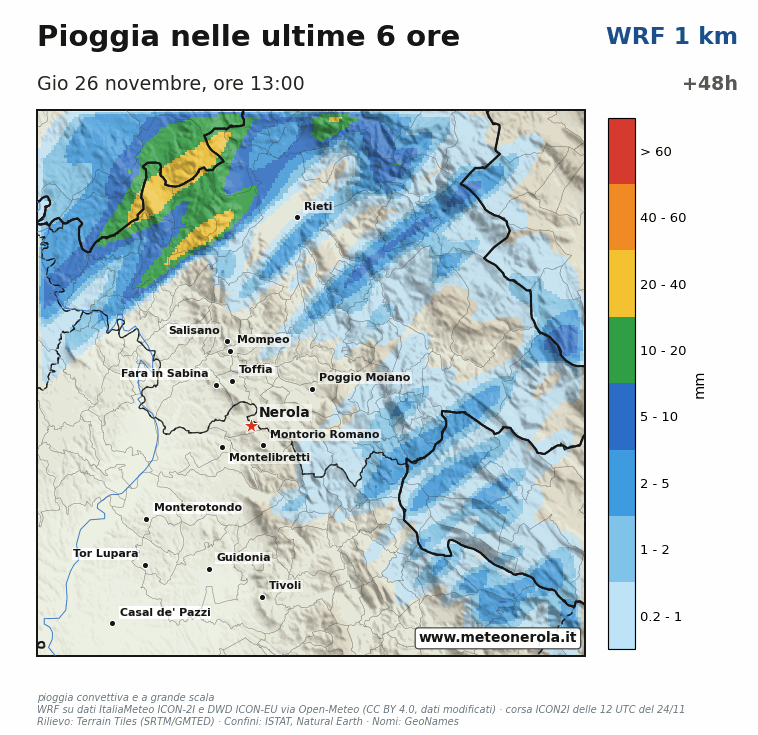 Pioggia nelle ultime 6 ore
WRF 1 km
Gio 26 novembre, ore 13:00
+48h
Rieti
Salisano
Mompeo
Fara in Sabina
Toffia
Poggio Moiano
Nerola
Montorio Romano
Montelibretti
Monterotondo
Tor Lupara
Guidonia
Tivoli
Casal de' Pazzi
www.meteonerola.it
> 60
40 - 60
20 - 40
10 - 20
5 - 10
2 - 5
1 - 2
0.2 - 1
mm
pioggia convettiva e a grande scala
WRF su dati ItaliaMeteo ICON-2I e DWD ICON-EU via Open-Meteo (CC BY 4.0, dati modificati) · corsa ICON2I delle 12 UTC del 24/11
Rilievo: Terrain Tiles (SRTM/GMTED) · Confini: ISTAT, Natural Earth · Nomi: GeoNames